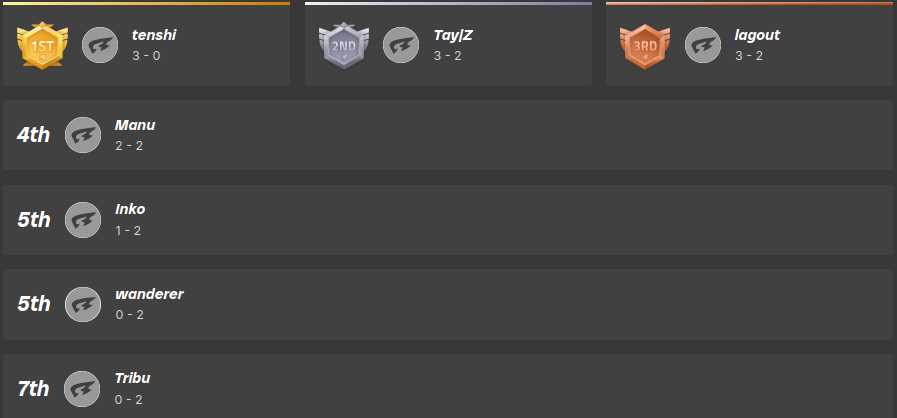 1ST
tenshi
3 - 0
2ND
Tay|Z
3 - 2
3RD
lagout
3 - 2
4th
Manu
2 - 2
5th
Inko
1 - 2
5th
wanderer
0 - 2
7th
Tribu
0 - 2